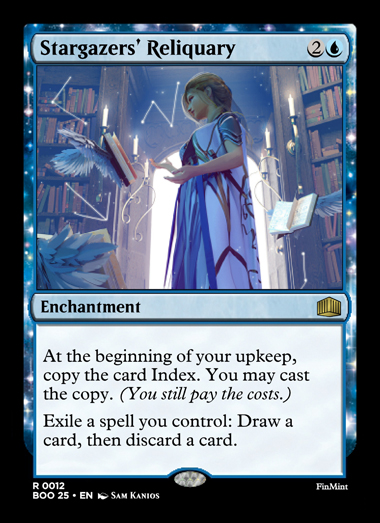 Stargazers' Reliquary 2
Enchantment
At the beginning of your upkeep,
copy the card Index. You may cast
the copy. (You still pay the costs.)
Exile a spell you control: Draw a
card, then discard a card.
R 0012
BOO 25 • EN Sam Kanios
FinMint